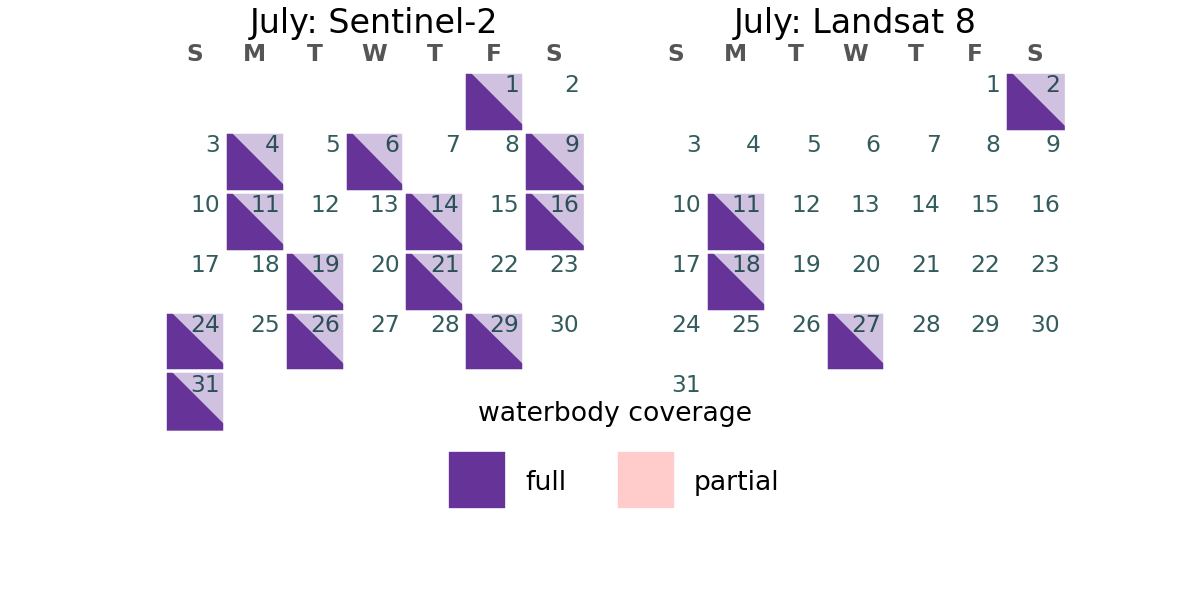 July: Sentinel-2
S M T W T F S
1 2
3 4 5 6 7 8 9
10 11 12 13 14 15 16
17 18 19 20 21 22 23
24 25 26 27 28 29 30
31
July: Landsat 8
S M T W T F S
1 2
3 4 5 6 7 8 9
10 11 12 13 14 15 16
17 18 19 20 21 22 23
24 25 26 27 28 29 30
31
waterbody coverage
full partial